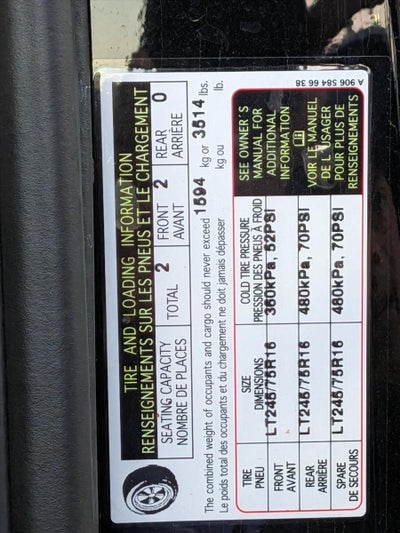 TIRE AND LOADING INFORMATION
RENSEIGNEMENTS SUR LES PNEUS ET LE CHARGEMENT
SEATING CAPACITY
NOMBRE DE PLACES
TOTAL 2
FRONT
AVANT 2
REAR
ARRIÈRE 0
The combined weight of occupants and cargo should never exceed 1594 kg or 3514 lbs.
Le poids total des occupants et du chargement ne doit jamais dépasser kg ou lb.
TIRE
PNEU
SIZE
DIMENSIONS
COLD TIRE PRESSURE
PRESSION DES PNEUS À FROID
FRONT
AVANT
LT245/75R16
360kPa, 52PSI
REAR
ARRIÈRE
LT245/75R16
480kPa, 70PSI
SPARE
DE SECOURS
LT245/75R16
480kPa, 70PSI
SEE OWNER'S
MANUAL FOR
ADDITIONAL
INFORMATION
VOIR LE MANUEL
DE L'USAGER
POUR PLUS DE
RENSEIGNEMENTS
A 906 584 66 38